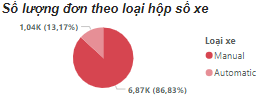 Số lượng đơn theo loại hộp số xe
1,04K (13,17%)
Loại xe
Manual
Automatic
6,87K (86,83%)